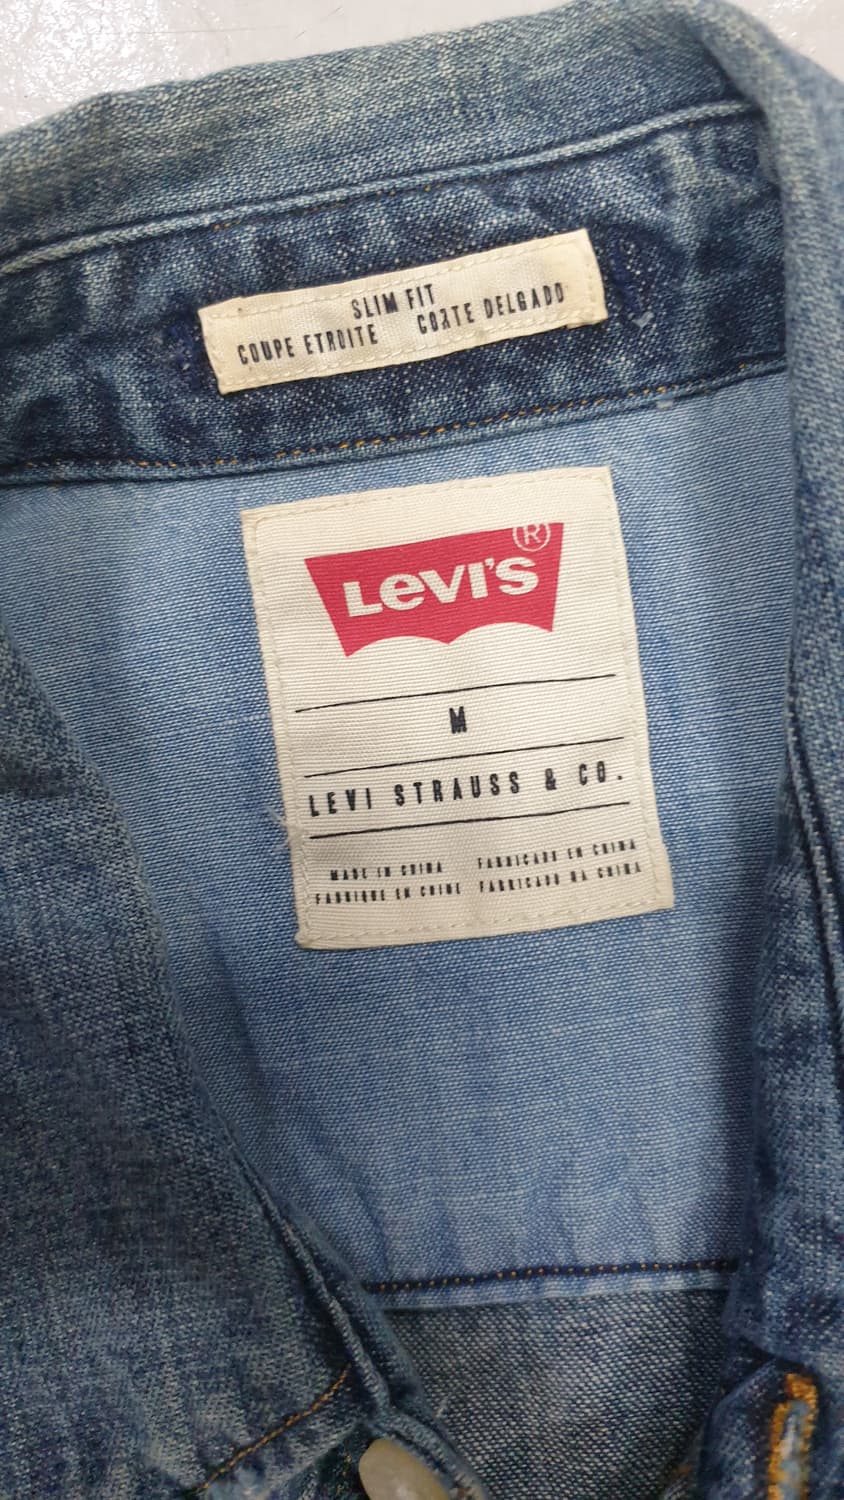 SLIM FIT
COUPE ETROITE CORTE DELGADO
LEVI'S®
M
LEVI STRAUSS & CO.
MADE IN CHINA FABRICADO EN CHINA
FABRIQUE EN CHINE FABRICADO NA CHINA